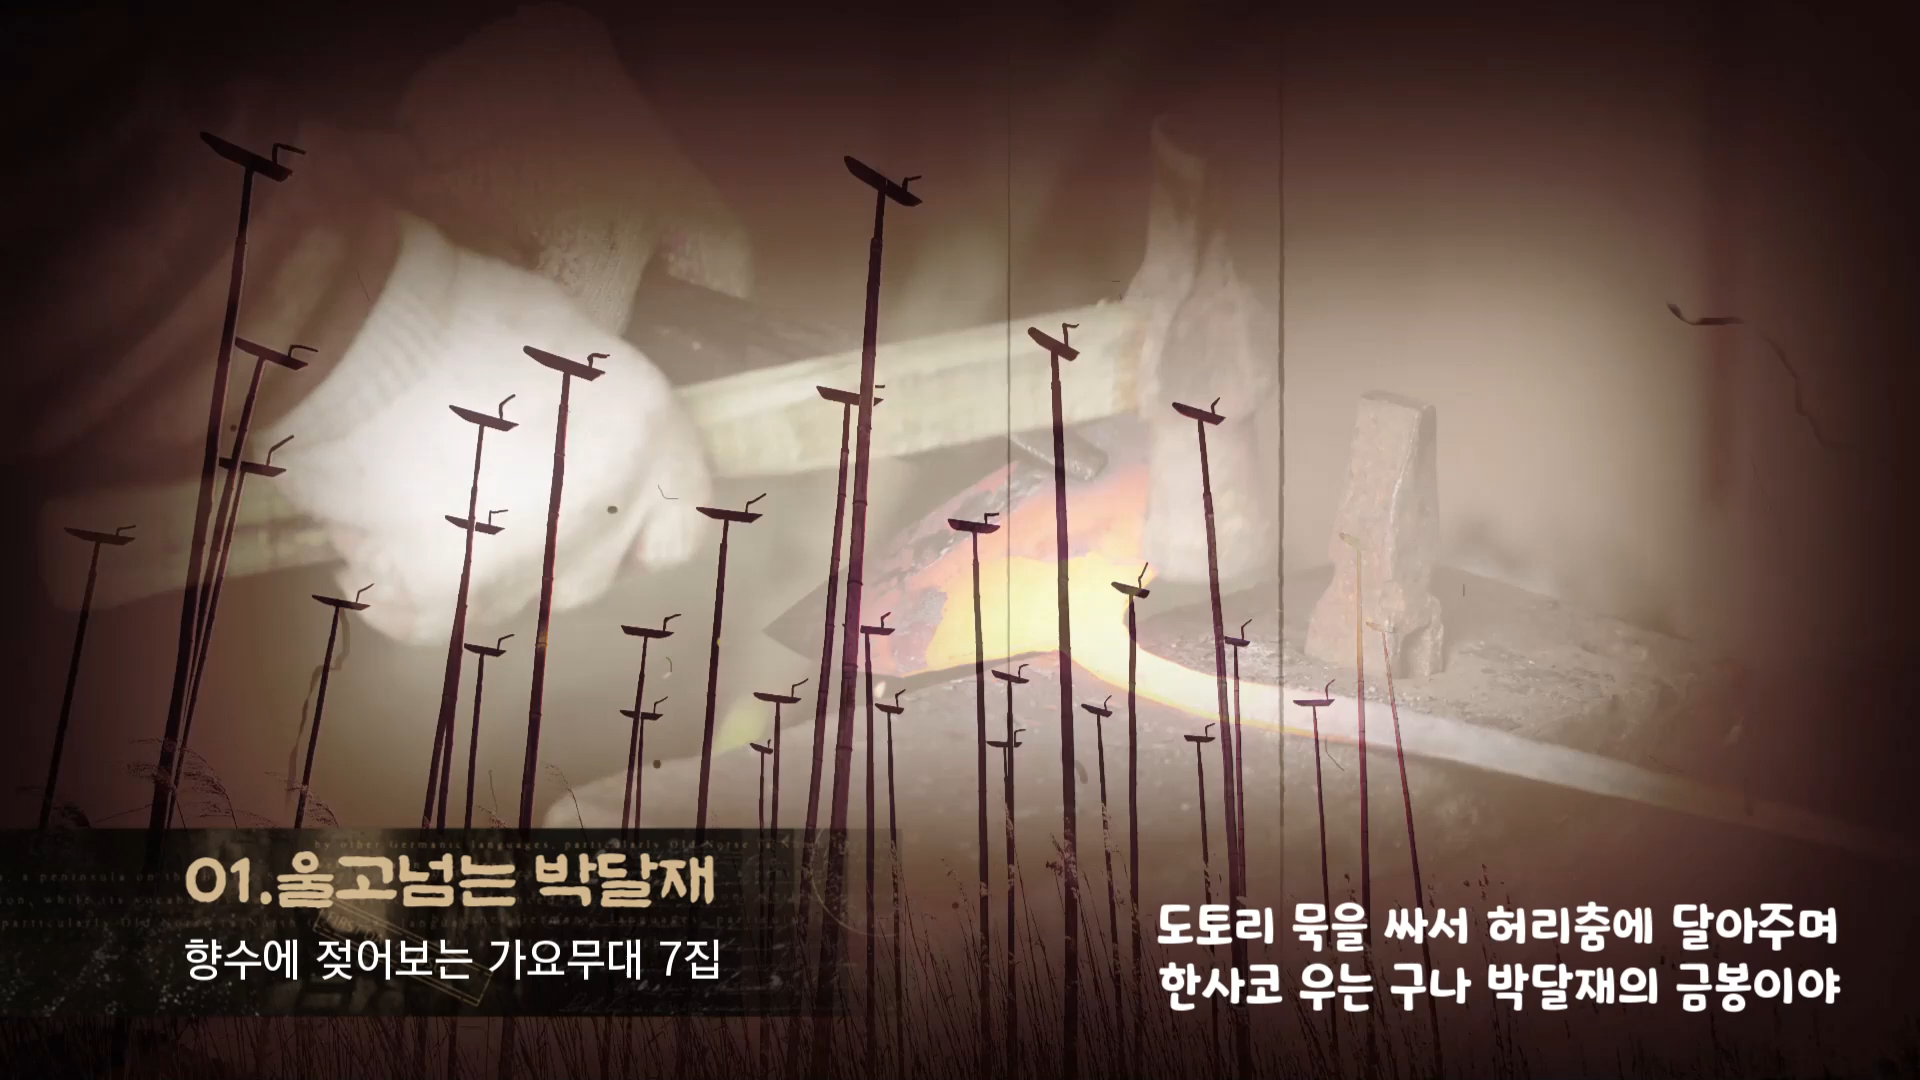 01.울고넘는 박달재
향수에 젖어보는 가요무대 7집
도토리 묵을 싸서 허리춤에 달아주며
한사코 우는 구나 박달재의 금봉이야